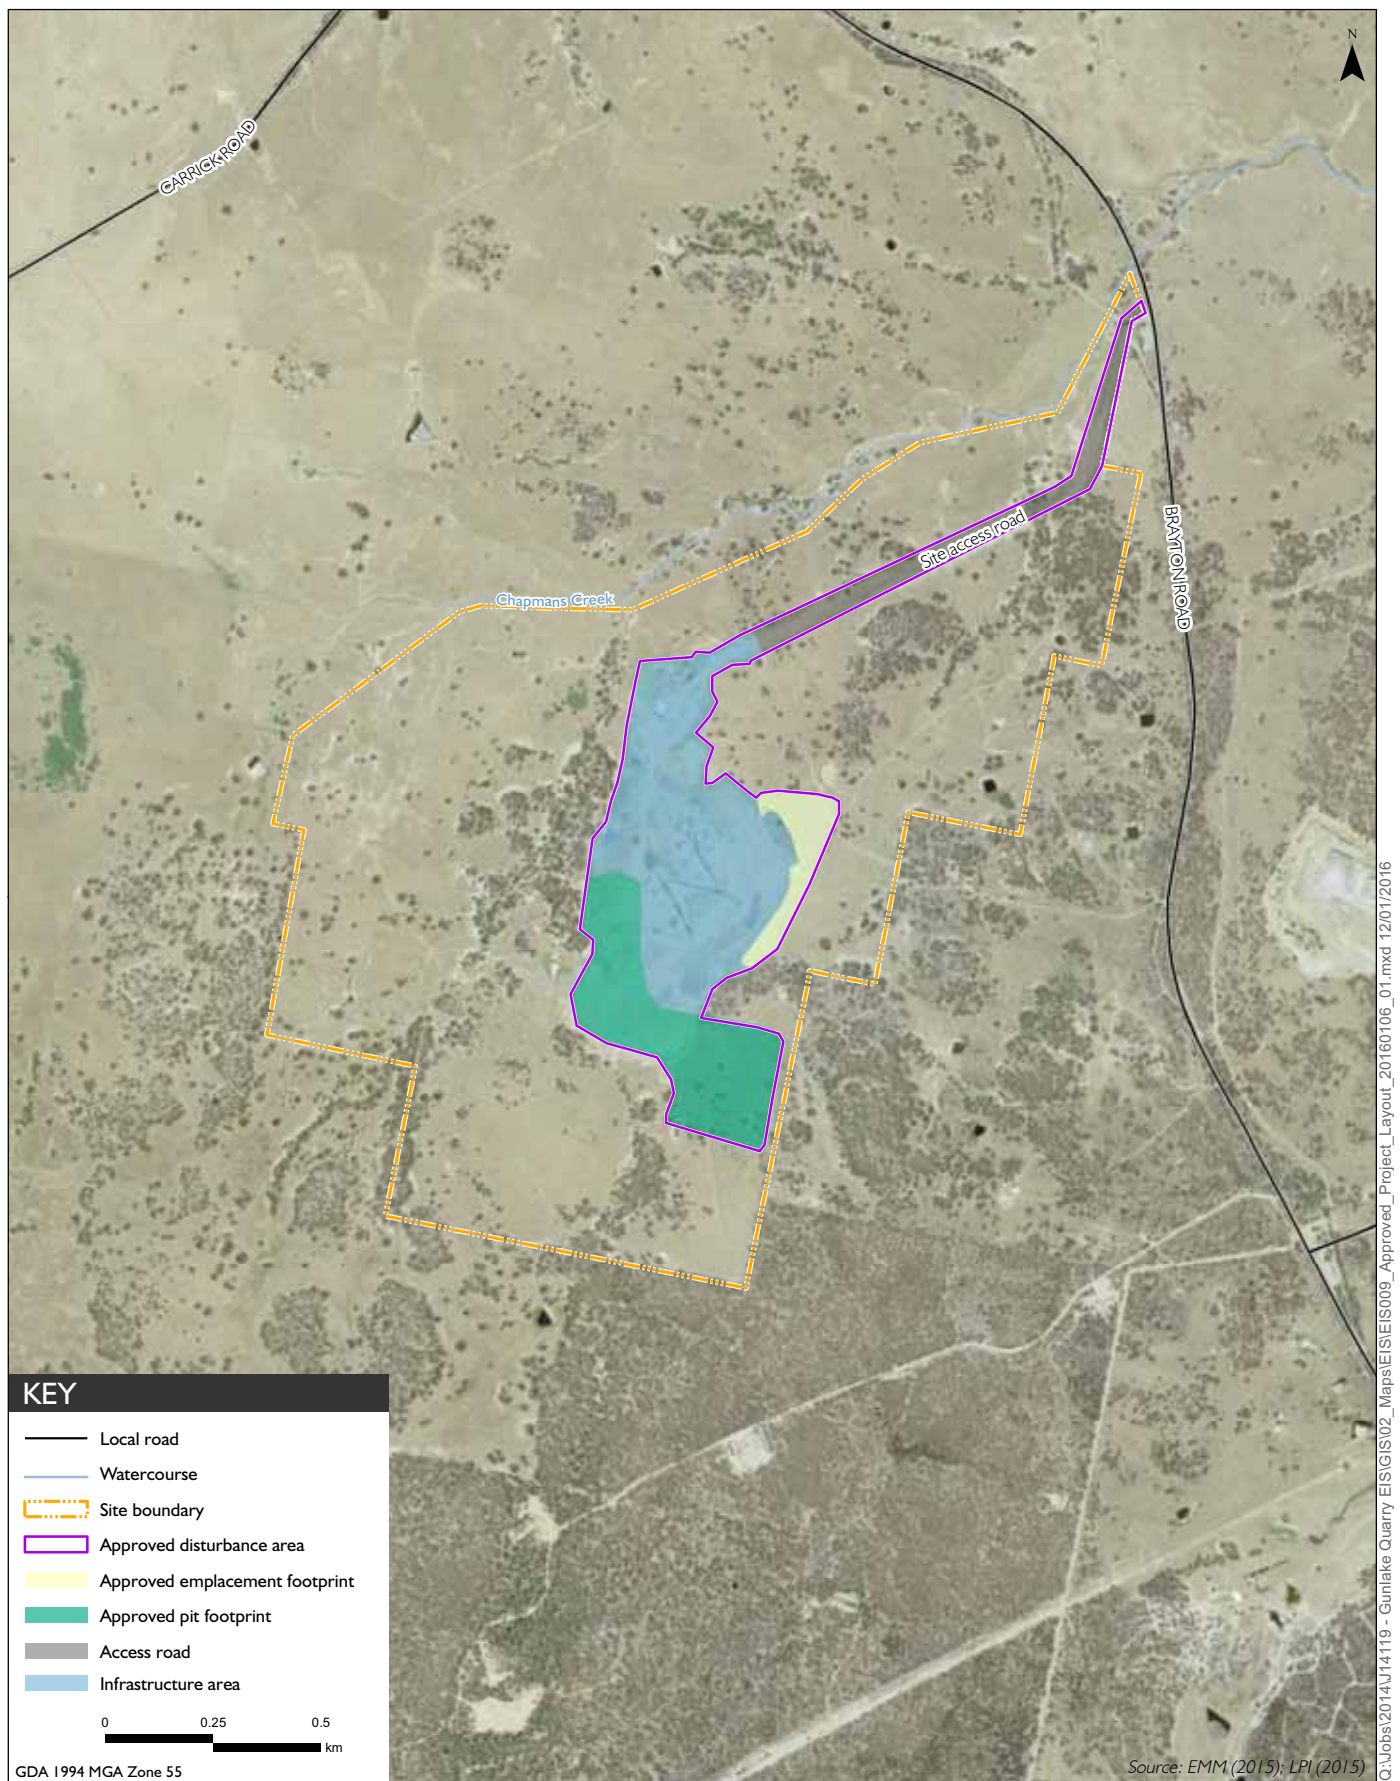 N
CARRICK ROAD
BRAYTON ROAD
Site access road
Chapmans Creek
KEY
Local road
Watercourse
Site boundary
Approved disturbance area
Approved emplacement footprint
Approved pit footprint
Access road
Infrastructure area
0 0.25 0.5
km
GDA 1994 MGA Zone 55
Source: EMM (2015); LPI (2015)
Q:\Jobs\2014\J14119 - Gunlake Quarry EIS\GIS\02_Maps\EIS\EIS009_Approved_Project_Layout_20160106_01.mxd 12/01/2016